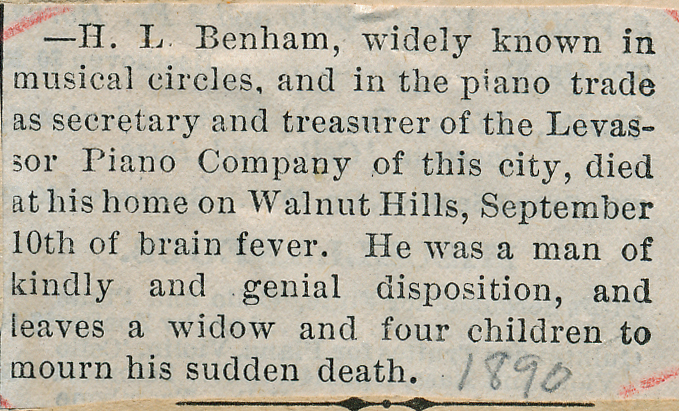 —H. L. Benham, widely known in
musical circles, and in the piano trade
as secretary and treasurer of the Levas-
sor Piano Company of this city, died
at his home on Walnut Hills, September
10th of brain fever. He was a man of
kindly and genial disposition, and
leaves a widow and four children to
mourn his sudden death. 1890